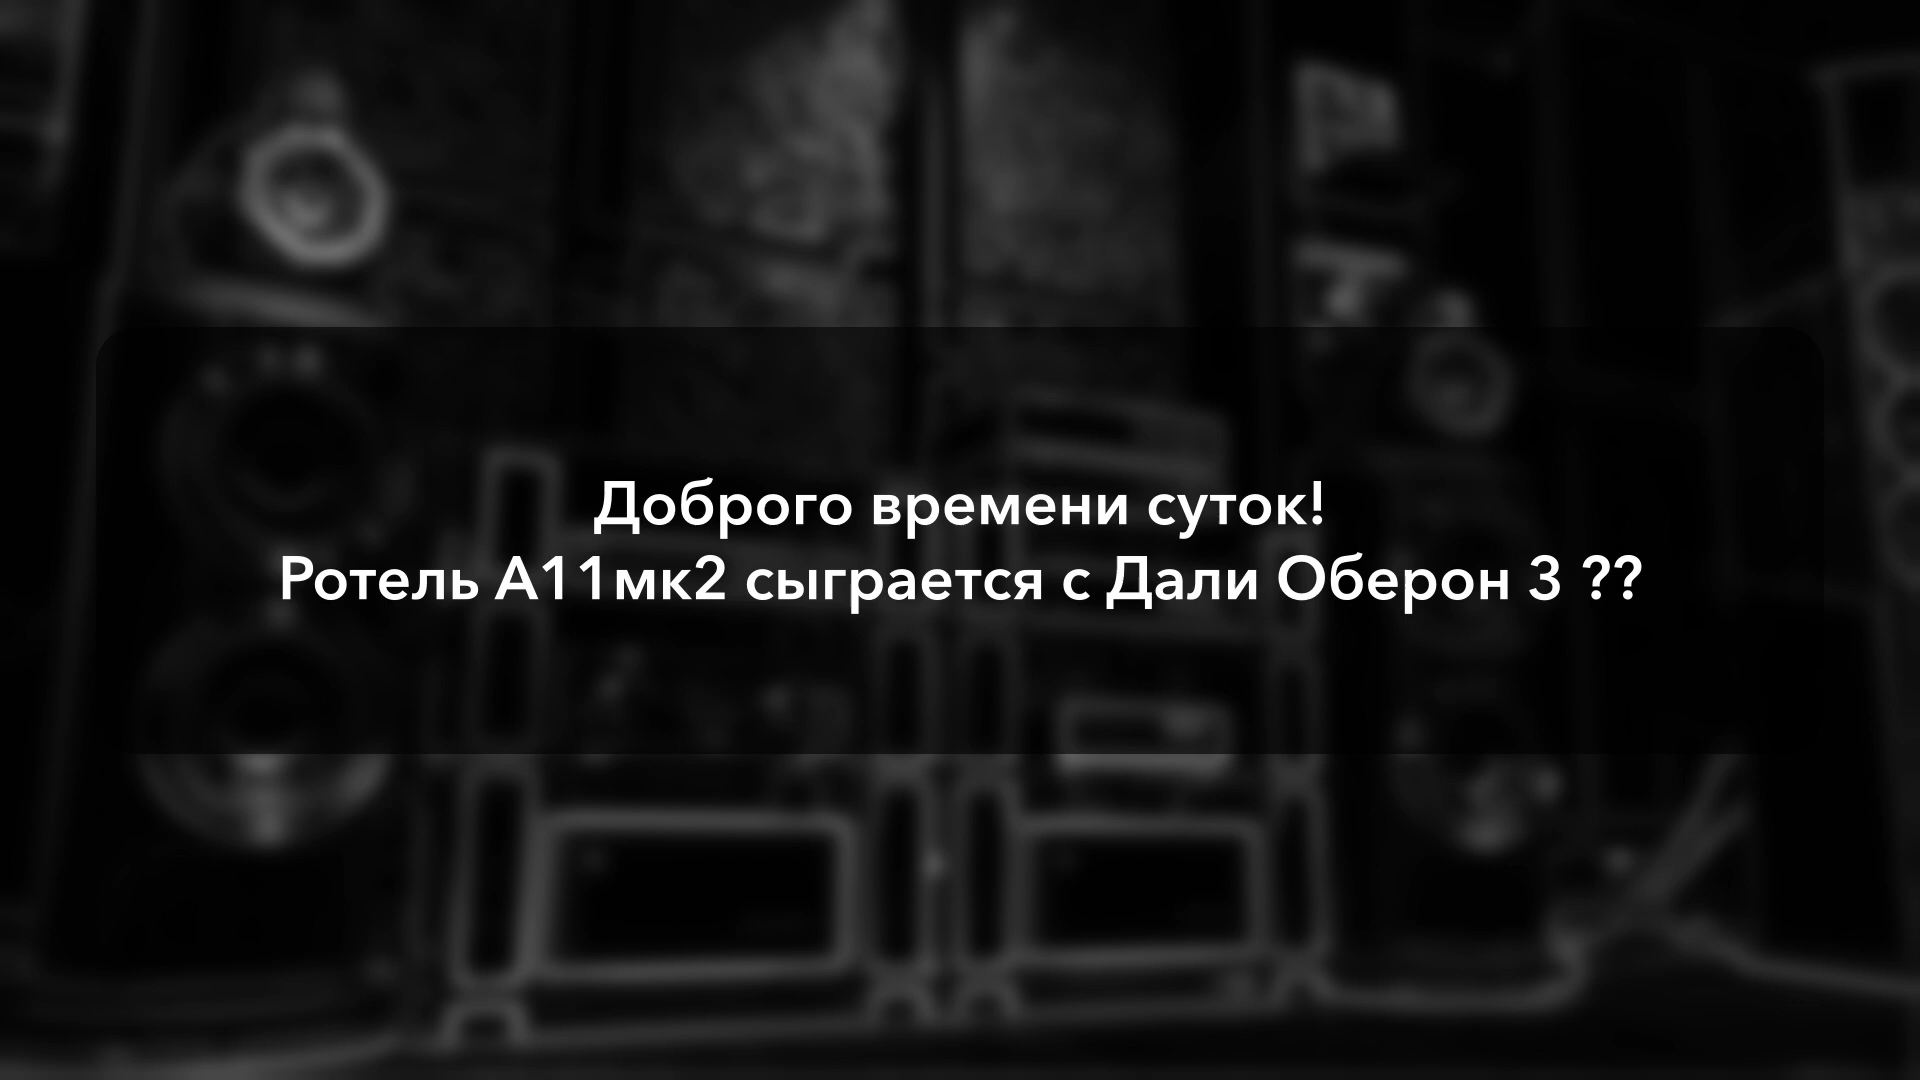 Доброго времени суток!
Ротель А11мк2 сыграется с Дали Оберон 3 ??